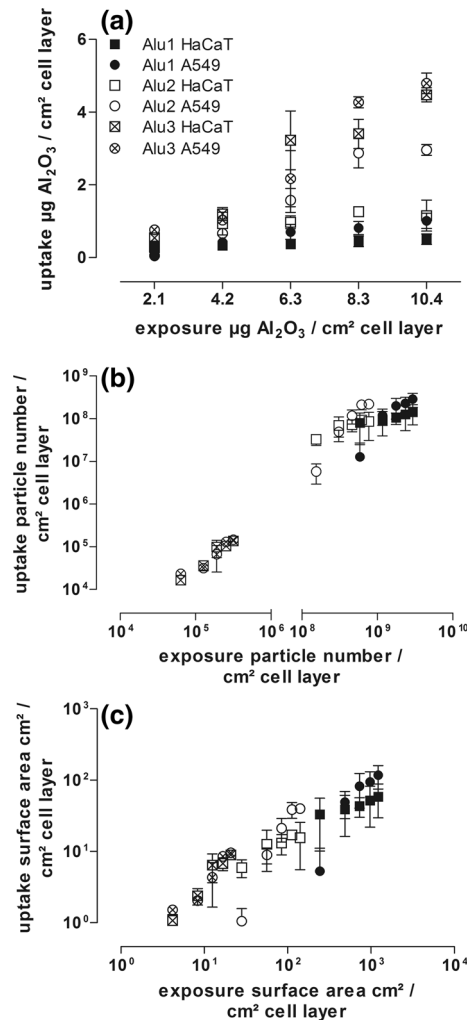 (a)
Alu1 HaCaT
Alu1 A549
Alu2 HaCaT
Alu2 A549
Alu3 HaCaT
Alu3 A549
uptake µg Al₂O₃ / cm² cell layer
6
4
2
0
2.1 4.2 6.3 8.3 10.4
exposure µg Al₂O₃ / cm² cell layer
(b)
uptake particle number /
cm² cell layer
10⁹
10⁸
10⁷
10⁶
10⁵
10⁴
10⁴ 10⁵ 10⁶ 10⁸ 10⁹ 10¹⁰
exposure particle number /
cm² cell layer
(c)
uptake surface area cm² /
cm² cell layer
10³
10²
10¹
10⁰
10⁰ 10¹ 10² 10³ 10⁴
exposure surface area cm² /
cm² cell layer